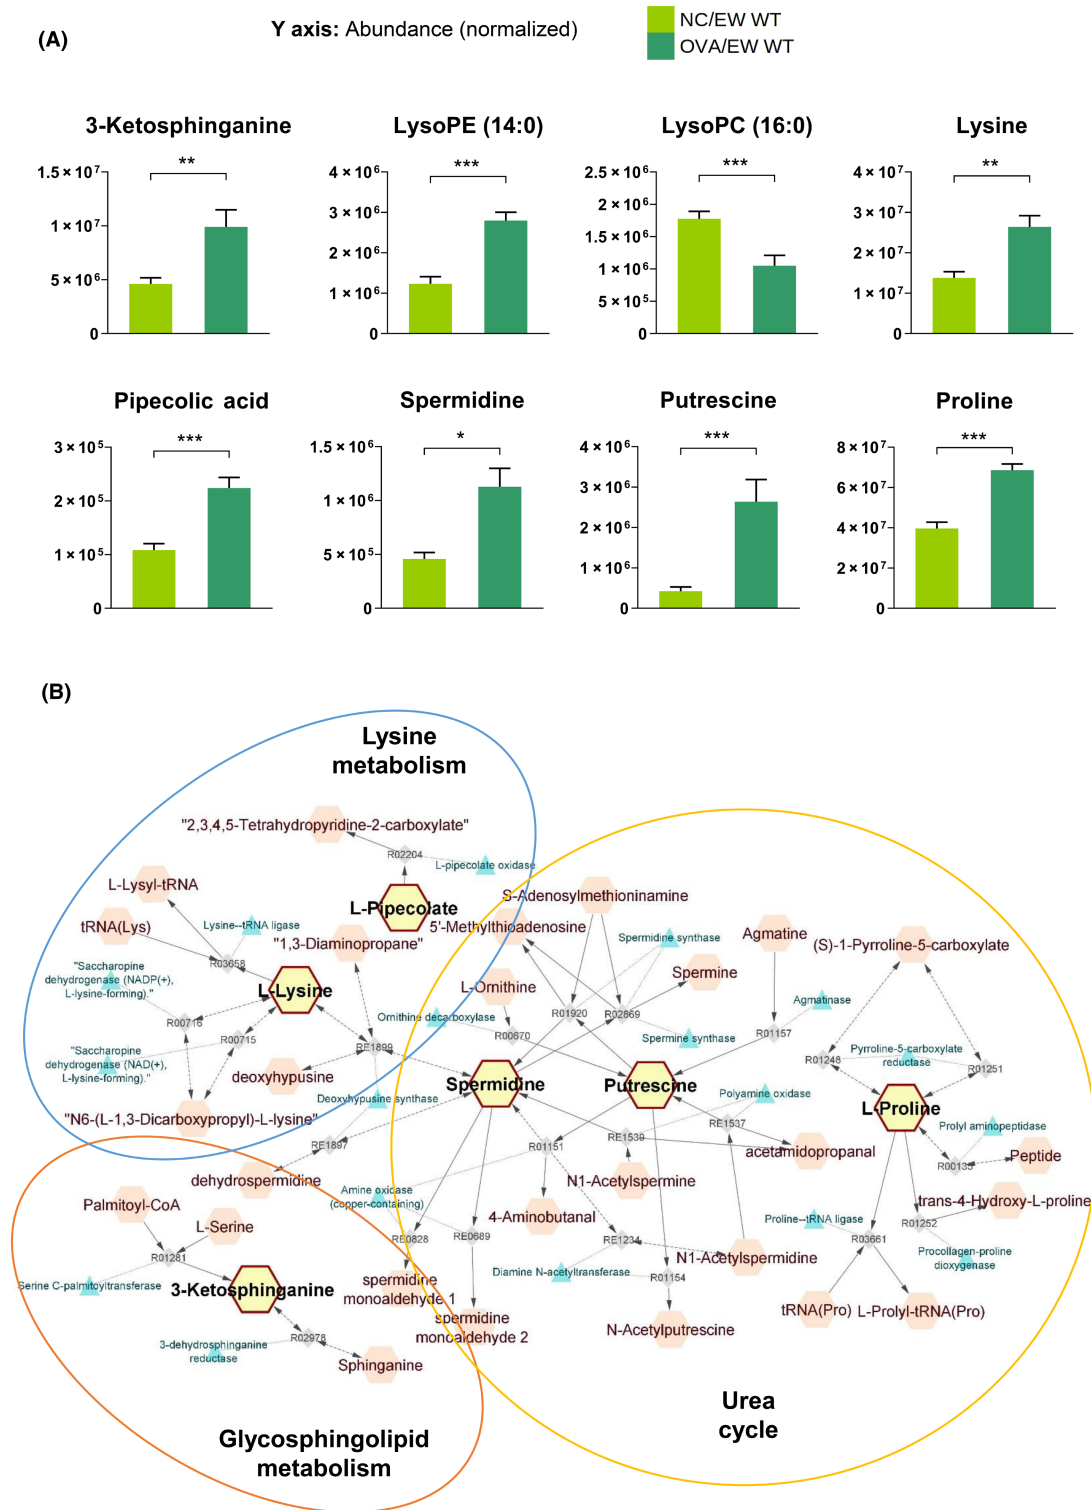 (A)
Y axis: Abundance (normalized)
NC/EW WT
OVA/EW WT
3-Ketosphinganine
LysoPE (14:0)
LysoPC (16:0)
Lysine
**
1.5 × 10⁷
1 × 10⁷
5 × 10⁶
0
***
4 × 10⁶
3 × 10⁶
2 × 10⁶
1 × 10⁶
0
***
2.5 × 10⁶
2 × 10⁶
1.5 × 10⁶
1 × 10⁶
5 × 10⁵
0
**
4 × 10⁷
3 × 10⁷
2 × 10⁷
1 × 10⁷
0
Pipecolic acid
Spermidine
Putrescine
Proline
***
3 × 10⁵
2 × 10⁵
1 × 10⁵
0
*
1.5 × 10⁶
1 × 10⁶
5 × 10⁵
0
***
4 × 10⁶
3 × 10⁶
2 × 10⁶
1 × 10⁶
0
***
8 × 10⁷
6 × 10⁷
4 × 10⁷
2 × 10⁷
0
(B)
Lysine
metabolism
"2,3,4,5-Tetrahydropyridine-2-carboxylate"
R02204
L-pipecolate oxidase
L-Lysyl-tRNA
L-Pipecolate
tRNA(Lys)
Lysine--tRNA ligase
"1,3-Diaminopropane"
R03658
"Saccharopine
dehydrogenase (NADP(+),
L-lysine-forming)."
L-Lysine
R00716
R00715
"Saccharopine
dehydrogenase (NAD(+),
L-lysine-forming)."
RE1899
deoxyhypusine
Deoxyhypusine synthase
"N6-(L-1,3-Dicarboxypropyl)-L-lysine"
RE1897
dehydrospermidine
S-Adenosylmethioninamine
5'-Methylthioadenosine
Spermidine synthase
Agmatine
(S)-1-Pyrroline-5-carboxylate
L-Ornithine
Spermine
Ornithine decarboxylase
R01920
R02869
Agmatinase
R00670
Spermine synthase
R01157
R01248
Pyrroline-5-carboxylate
reductase
R01251
Spermidine
Putrescine
Polyamine oxidase
L-Proline
RE1537
Prolyl aminopeptidase
R01151
RE1539
acetamidopropanal
R00135
Peptide
Amine oxidase
(copper-containing)
N1-Acetylspermine
trans-4-Hydroxy-L-proline
4-Aminobutanal
Proline--tRNA ligase
R01252
RE0828
RE0689
RE1234
N1-Acetylspermidine
R03661
Procollagen-proline
dioxygenase
Diamine N-acetyltransferase
R01154
spermidine
monoaldehyde 1
spermidine
monoaldehyde 2
N-Acetylputrescine
tRNA(Pro)
L-Prolyl-tRNA(Pro)
Palmitoyl-CoA
L-Serine
R01281
Serine C-palmitoyltransferase
3-Ketosphinganine
R02978
3-dehydrosphinganine
reductase
Sphinganine
Urea
cycle
Glycosphingolipid
metabolism